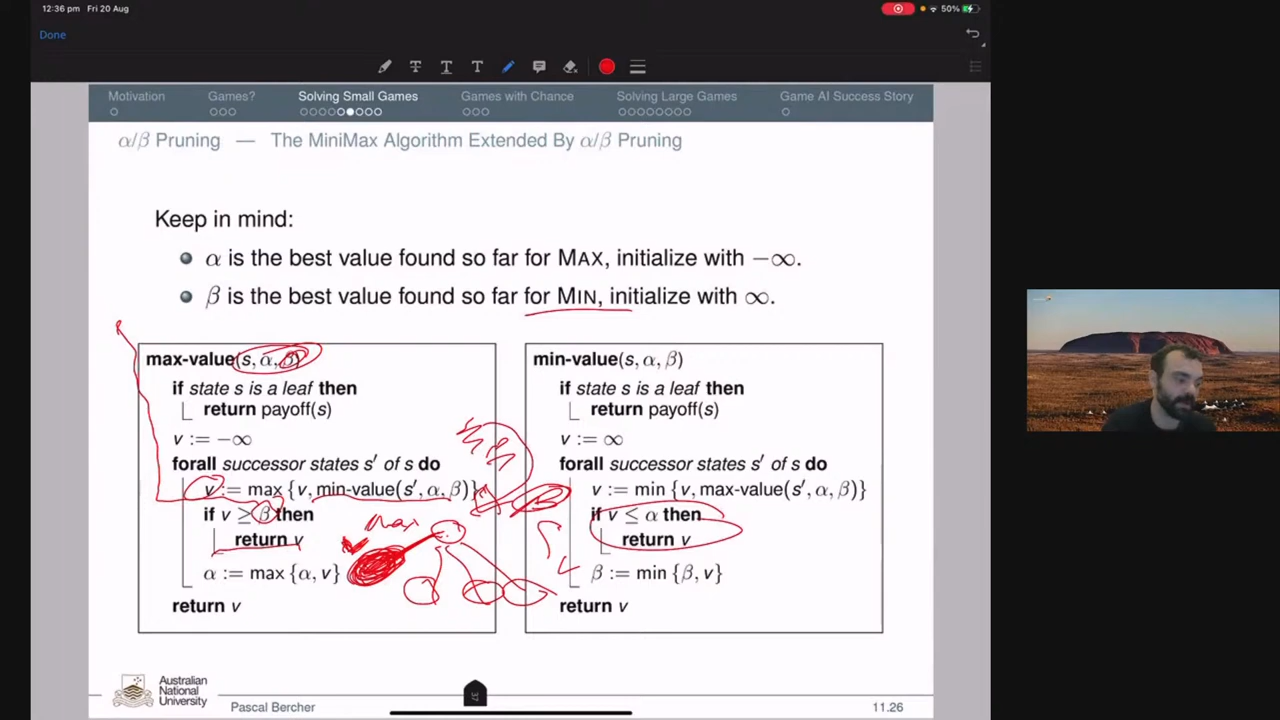 12:36 pm Fri 20 Aug
50%
Done
Motivation Games? Solving Small Games Games with Chance Solving Large Games Game AI Success Story
α/β Pruning — The MiniMax Algorithm Extended By α/β Pruning
Keep in mind:
α is the best value found so far for MAX, initialize with −∞.
β is the best value found so far for MIN, initialize with ∞.
max-value(s, α, β)
if state s is a leaf then
return payoff(s)
v := −∞
forall successor states s′ of s do
v := max {v, min-value(s′, α, β)}
if v ≥ β then
return v
α := max {α, v}
return v
max
min-value(s, α, β)
if state s is a leaf then
return payoff(s)
v := ∞
forall successor states s′ of s do
v := min {v, max-value(s′, α, β)}
if v ≤ α then
return v
β := min {β, v}
return v
Australian
National
University
Pascal Bercher
37
11.26